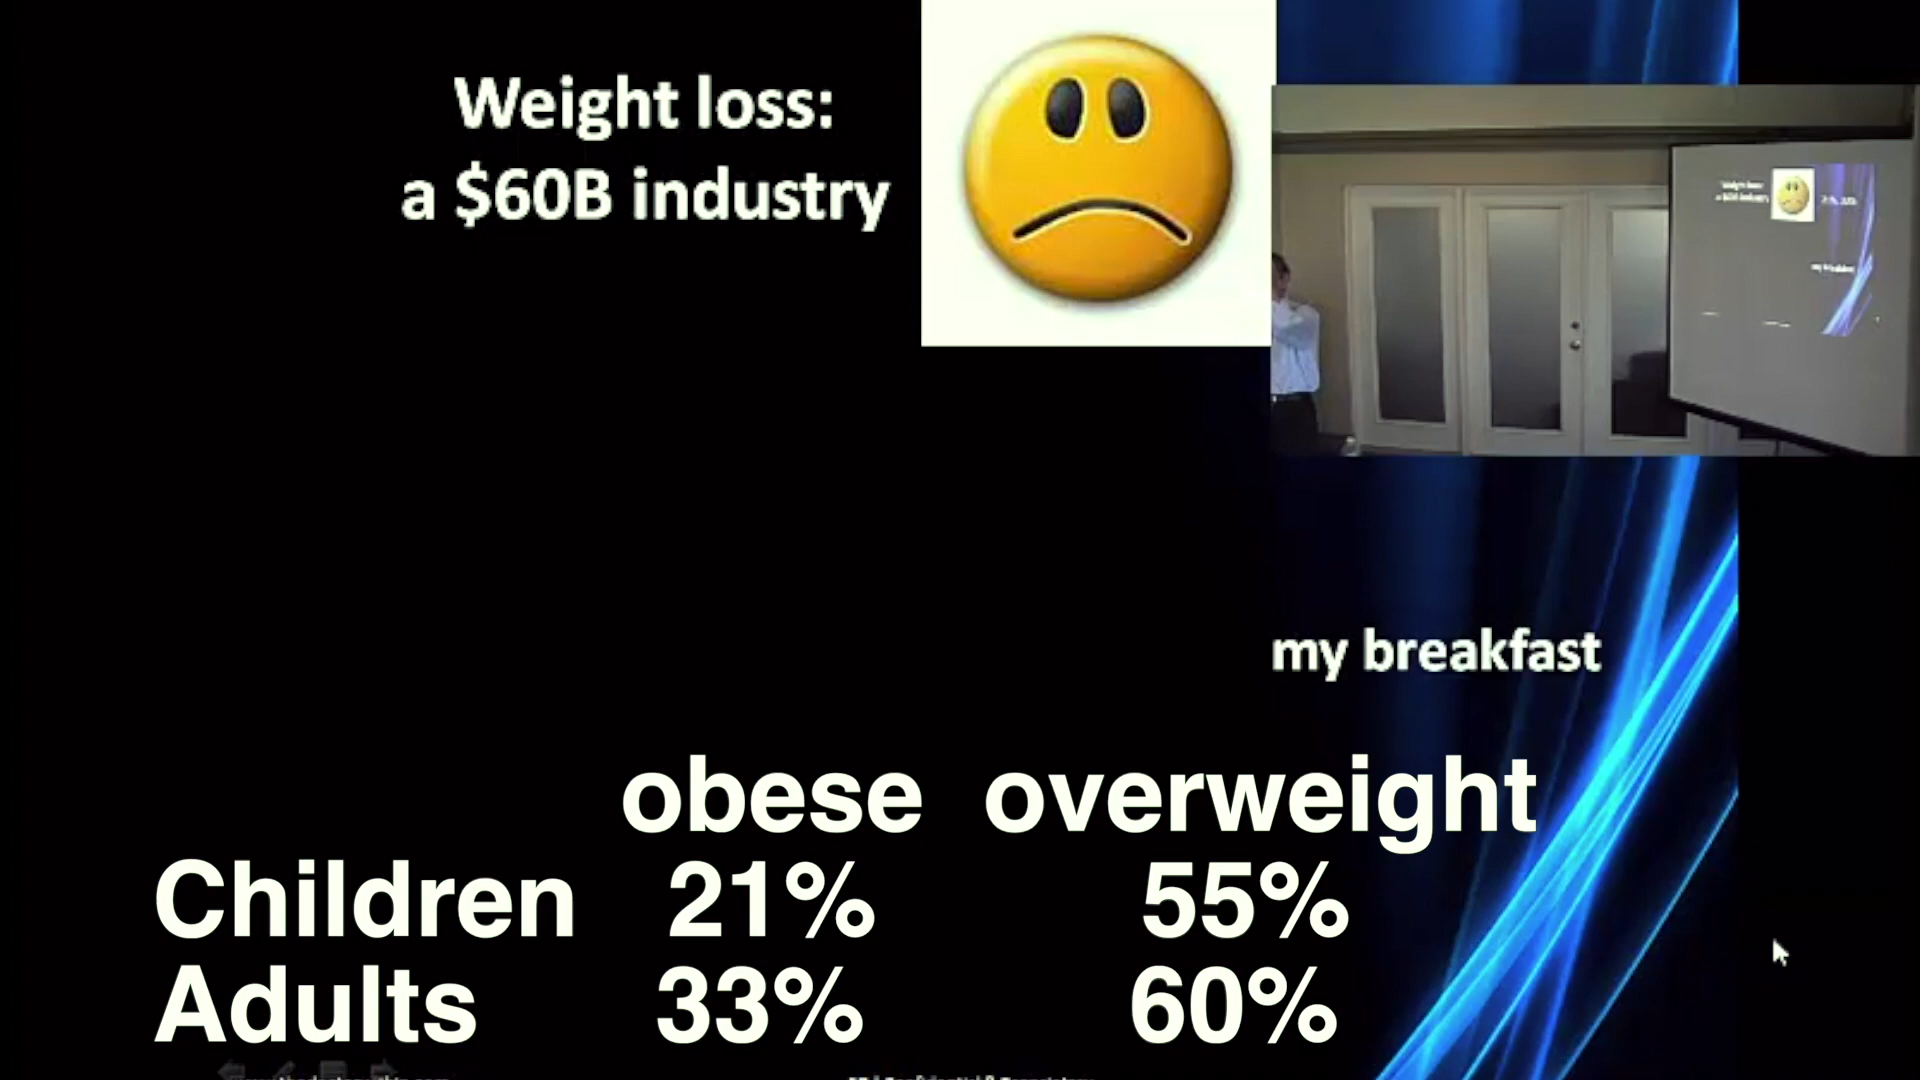 Weight loss:
a $60B industry
my breakfast
obese overweight
Children 21% 55%
Adults 33% 60%